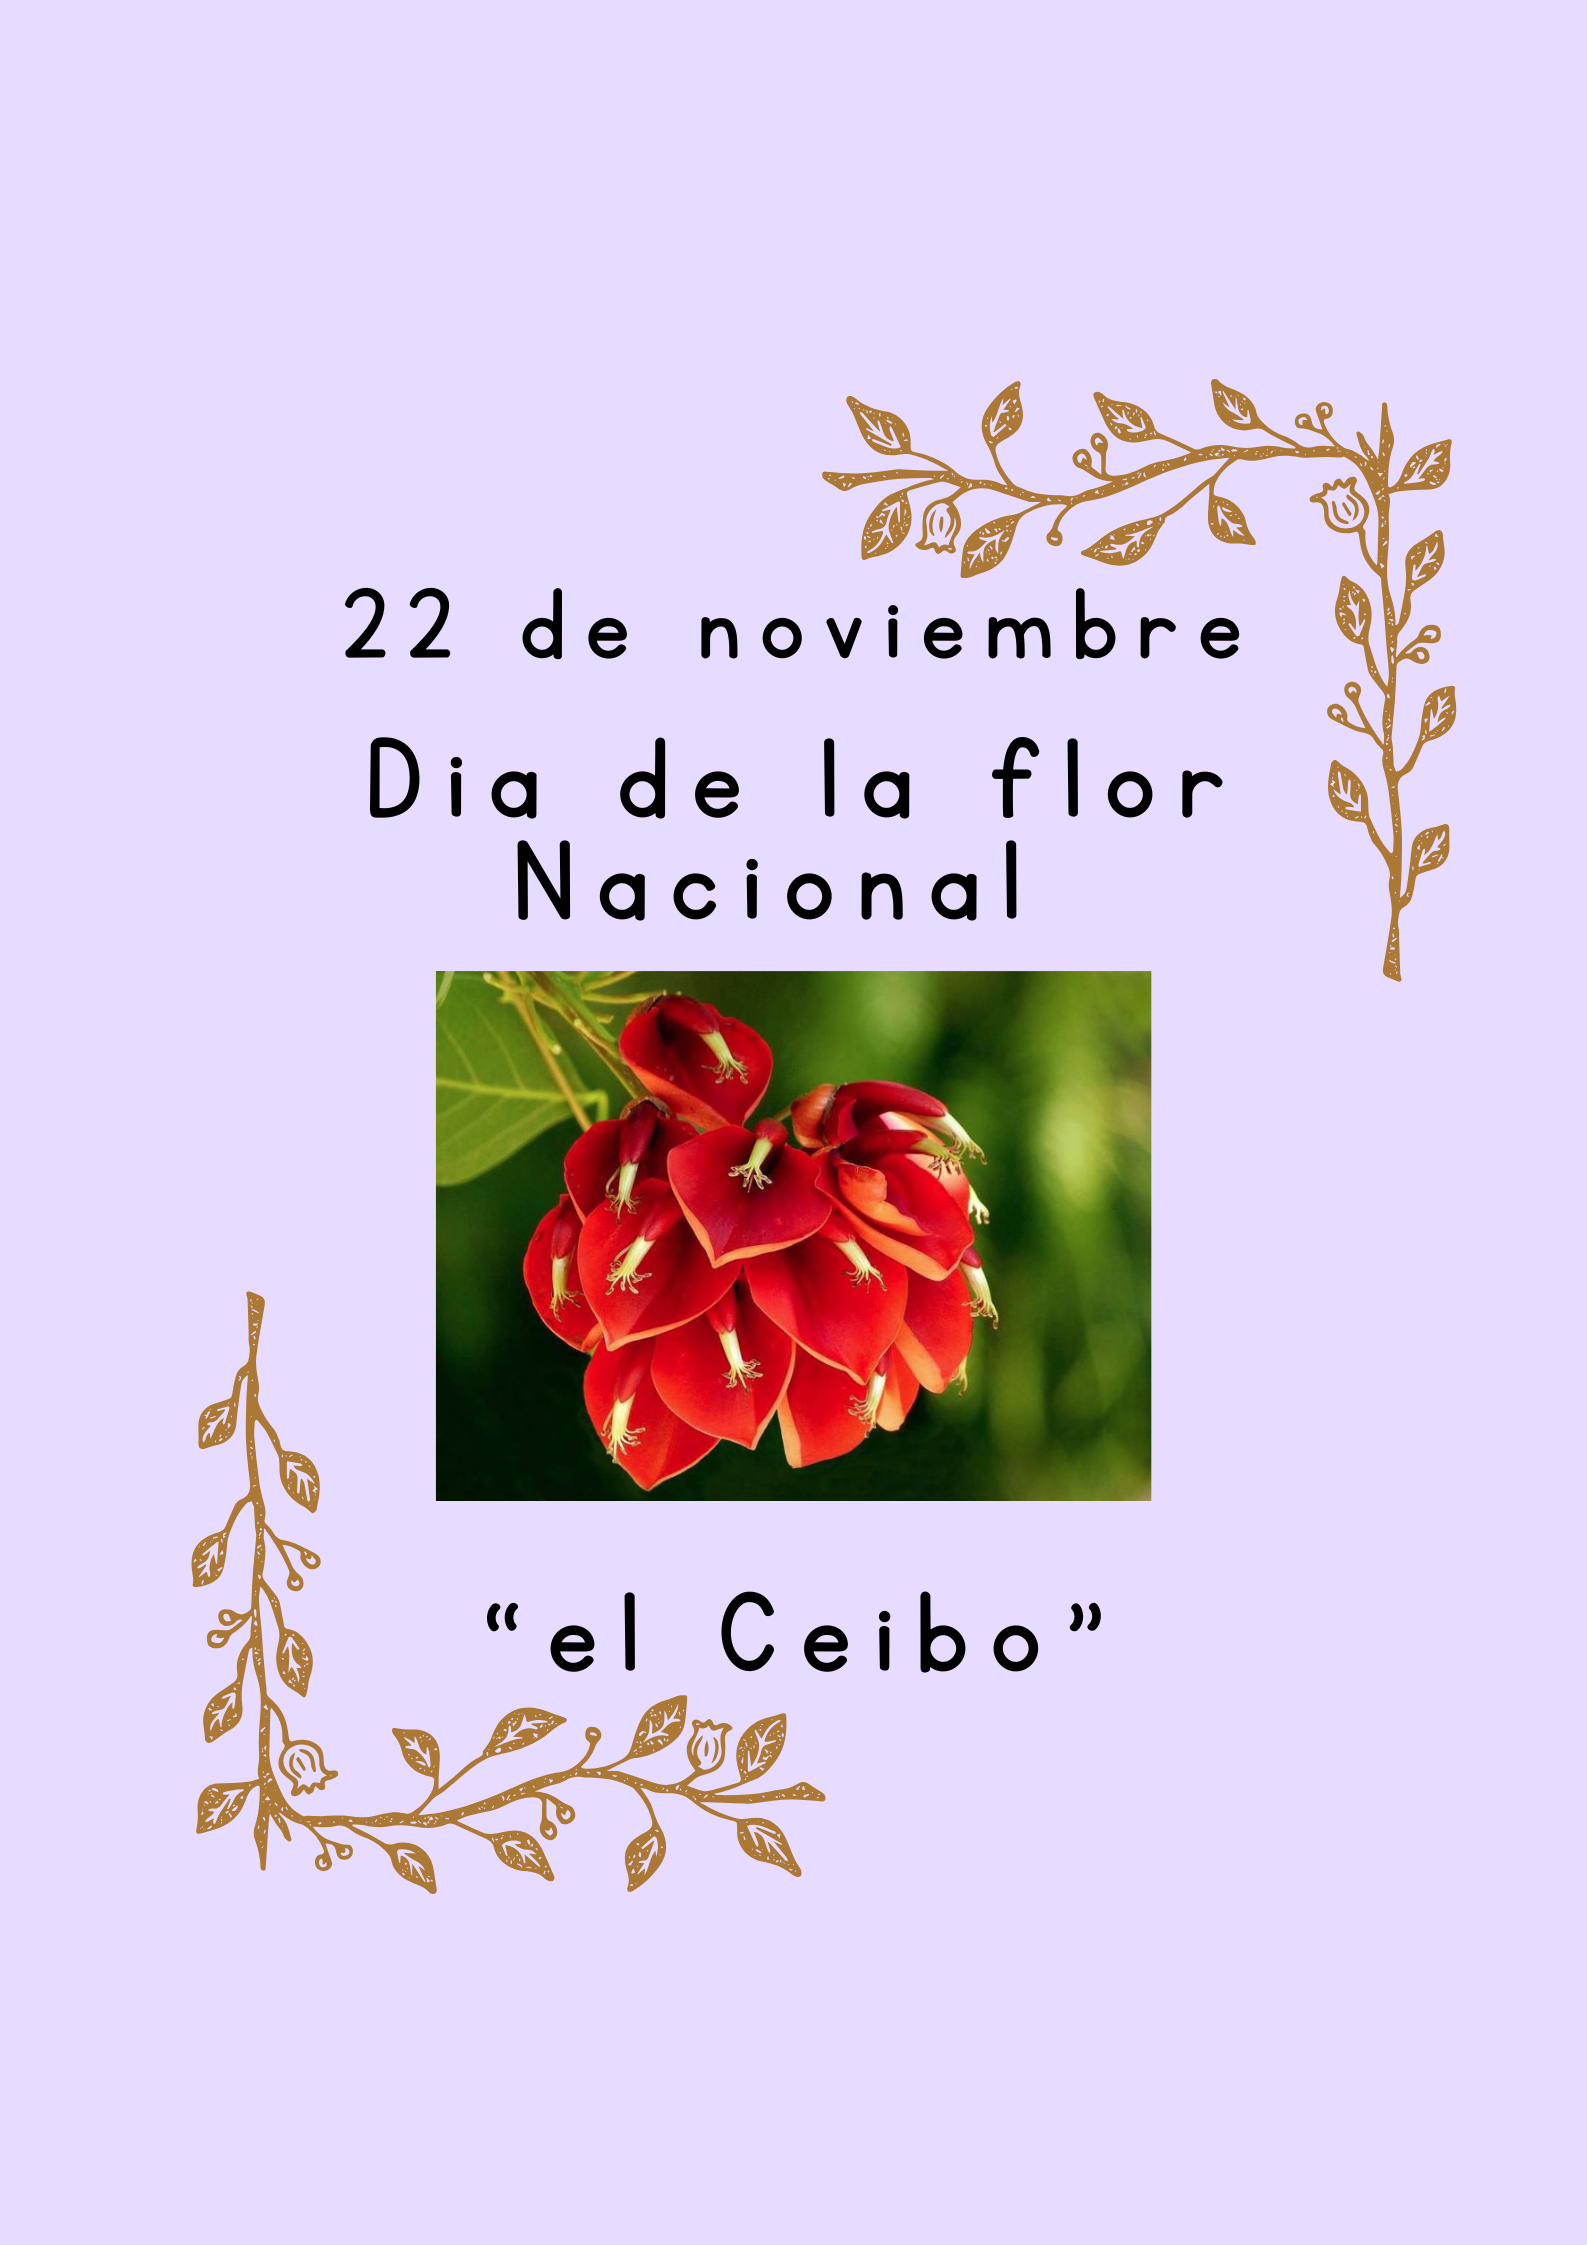 22 de noviembre
Dia de la flor
Nacional
“el Ceibo”